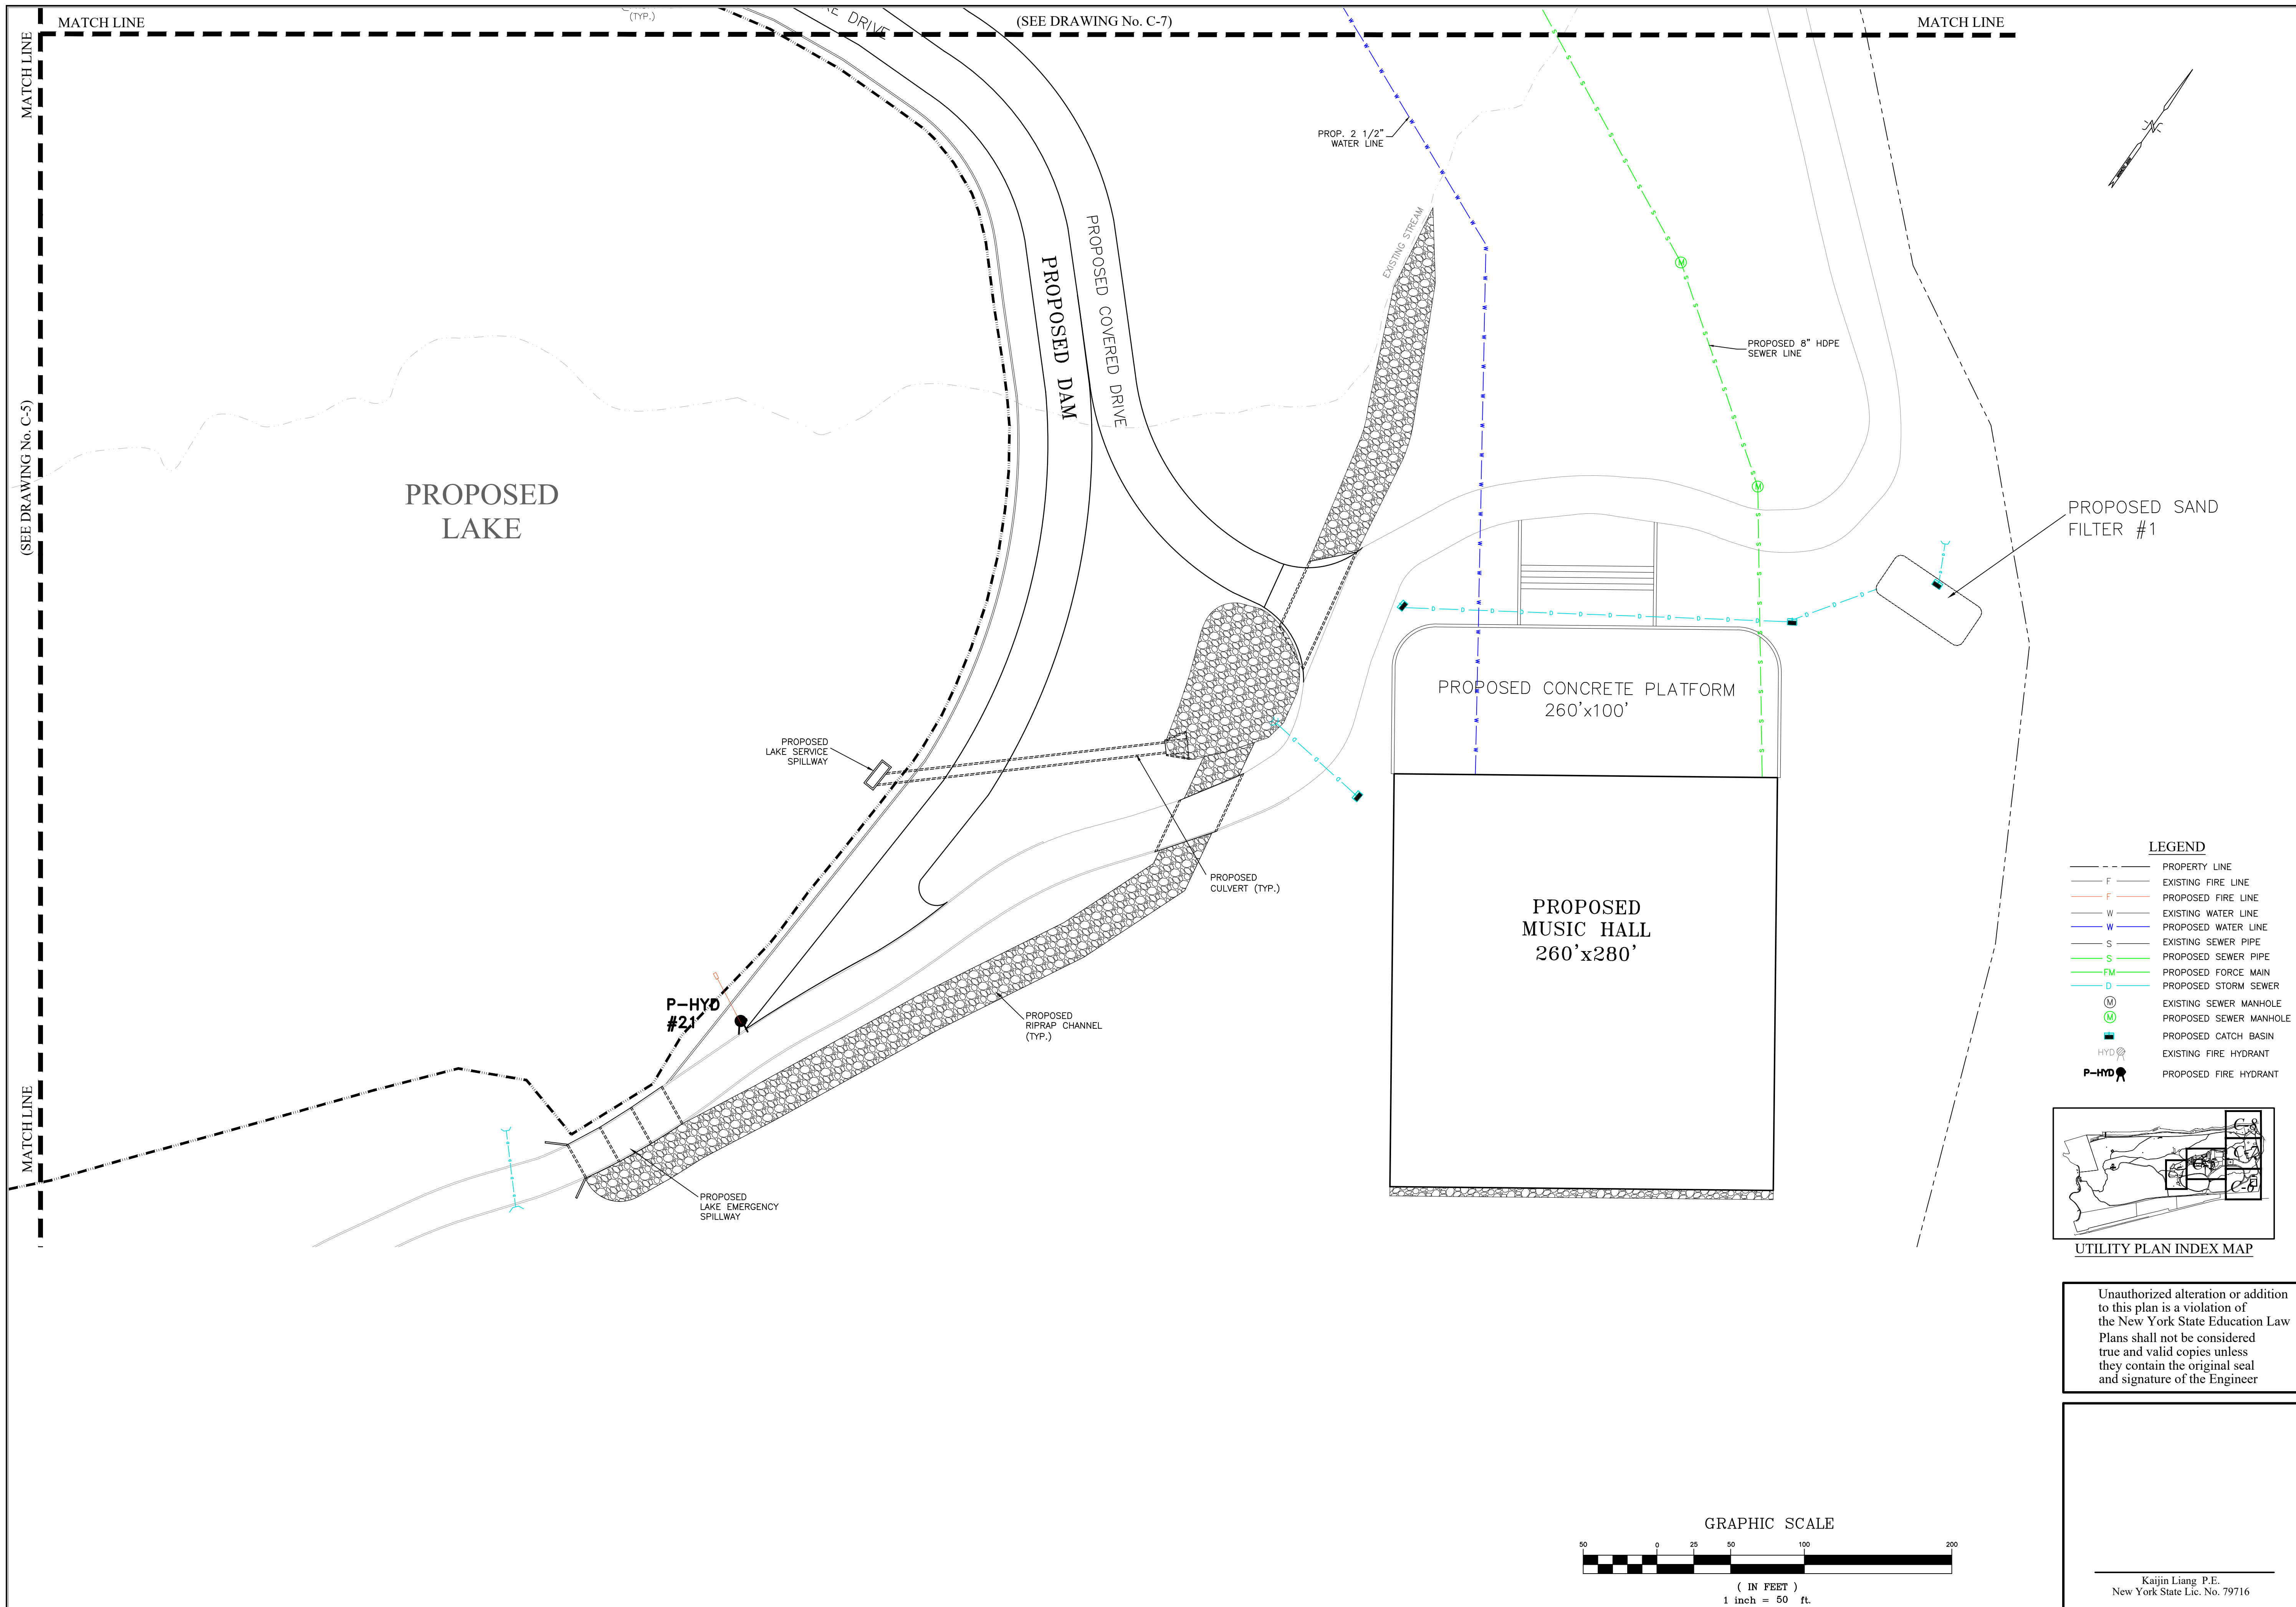 MATCH LINE
(TYP.)
DRIVE
(SEE DRAWING No. C-7)
MATCH LINE
MATCH LINE
(SEE DRAWING No. C-5)
MATCH LINE
PROP. 2 1/2"
WATER LINE
EXISTING STREAM
PROPOSED COVERED DRIVE
PROPOSED DAM
PROPOSED 8" HDPE
SEWER LINE
PROPOSED
LAKE
PROPOSED SAND
FILTER #1
PROPOSED CONCRETE PLATFORM
260'x100'
PROPOSED
LAKE SERVICE
SPILLWAY
PROPOSED
CULVERT (TYP.)
PROPOSED
MUSIC HALL
260'x280'
P-HYD
#21
PROPOSED
RIPRAP CHANNEL
(TYP.)
PROPOSED
LAKE EMERGENCY
SPILLWAY
LEGEND
PROPERTY LINE
F EXISTING FIRE LINE
F PROPOSED FIRE LINE
W EXISTING WATER LINE
W PROPOSED WATER LINE
S EXISTING SEWER PIPE
S PROPOSED SEWER PIPE
FM PROPOSED FORCE MAIN
D PROPOSED STORM SEWER
M EXISTING SEWER MANHOLE
M PROPOSED SEWER MANHOLE
PROPOSED CATCH BASIN
HYD EXISTING FIRE HYDRANT
P-HYD PROPOSED FIRE HYDRANT
C-8
C-6
UTILITY PLAN INDEX MAP
Unauthorized alteration or addition
to this plan is a violation of
the New York State Education Law
Plans shall not be considered
true and valid copies unless
they contain the original seal
and signature of the Engineer
GRAPHIC SCALE
50 0 25 50 100 200
( IN FEET )
1 inch = 50 ft.
Kaijin Liang P.E.
New York State Lic. No. 79716